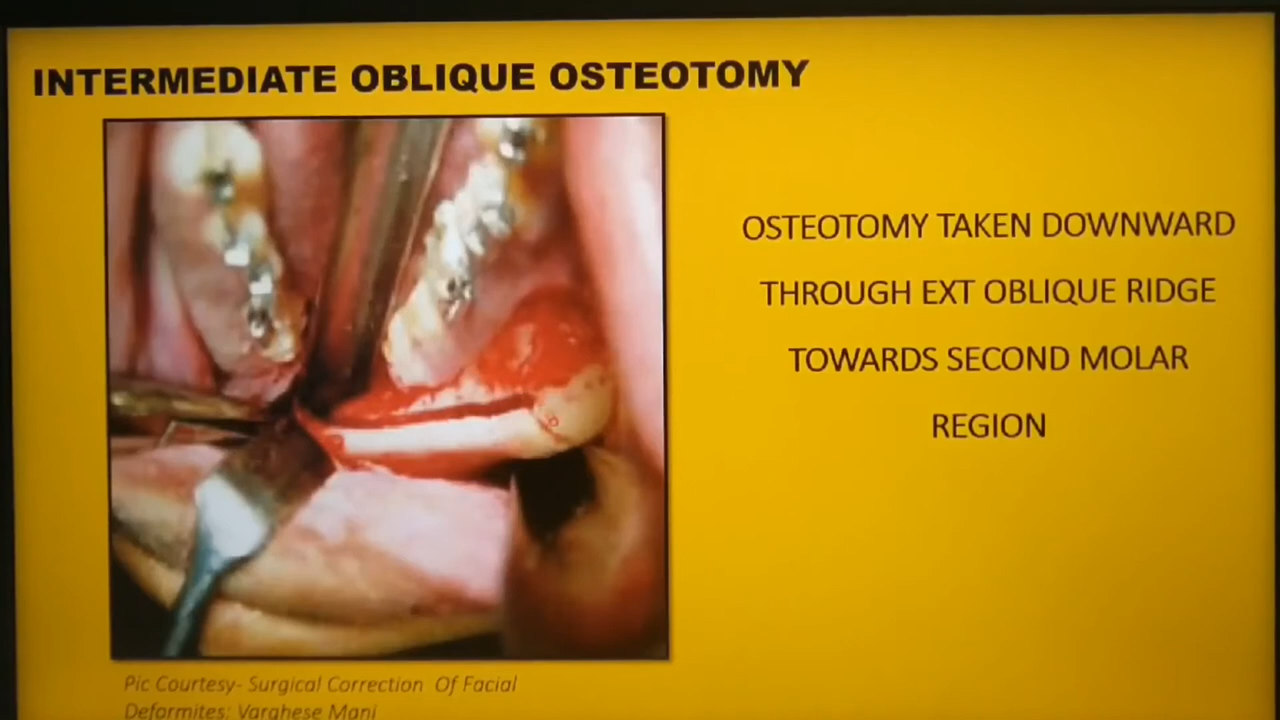 INTERMEDIATE OBLIQUE OSTEOTOMY
OSTEOTOMY TAKEN DOWNWARD
THROUGH EXT OBLIQUE RIDGE
TOWARDS SECOND MOLAR
REGION
Pic Courtesy- Surgical Correction Of Facial
Deformites: Varghese Mani